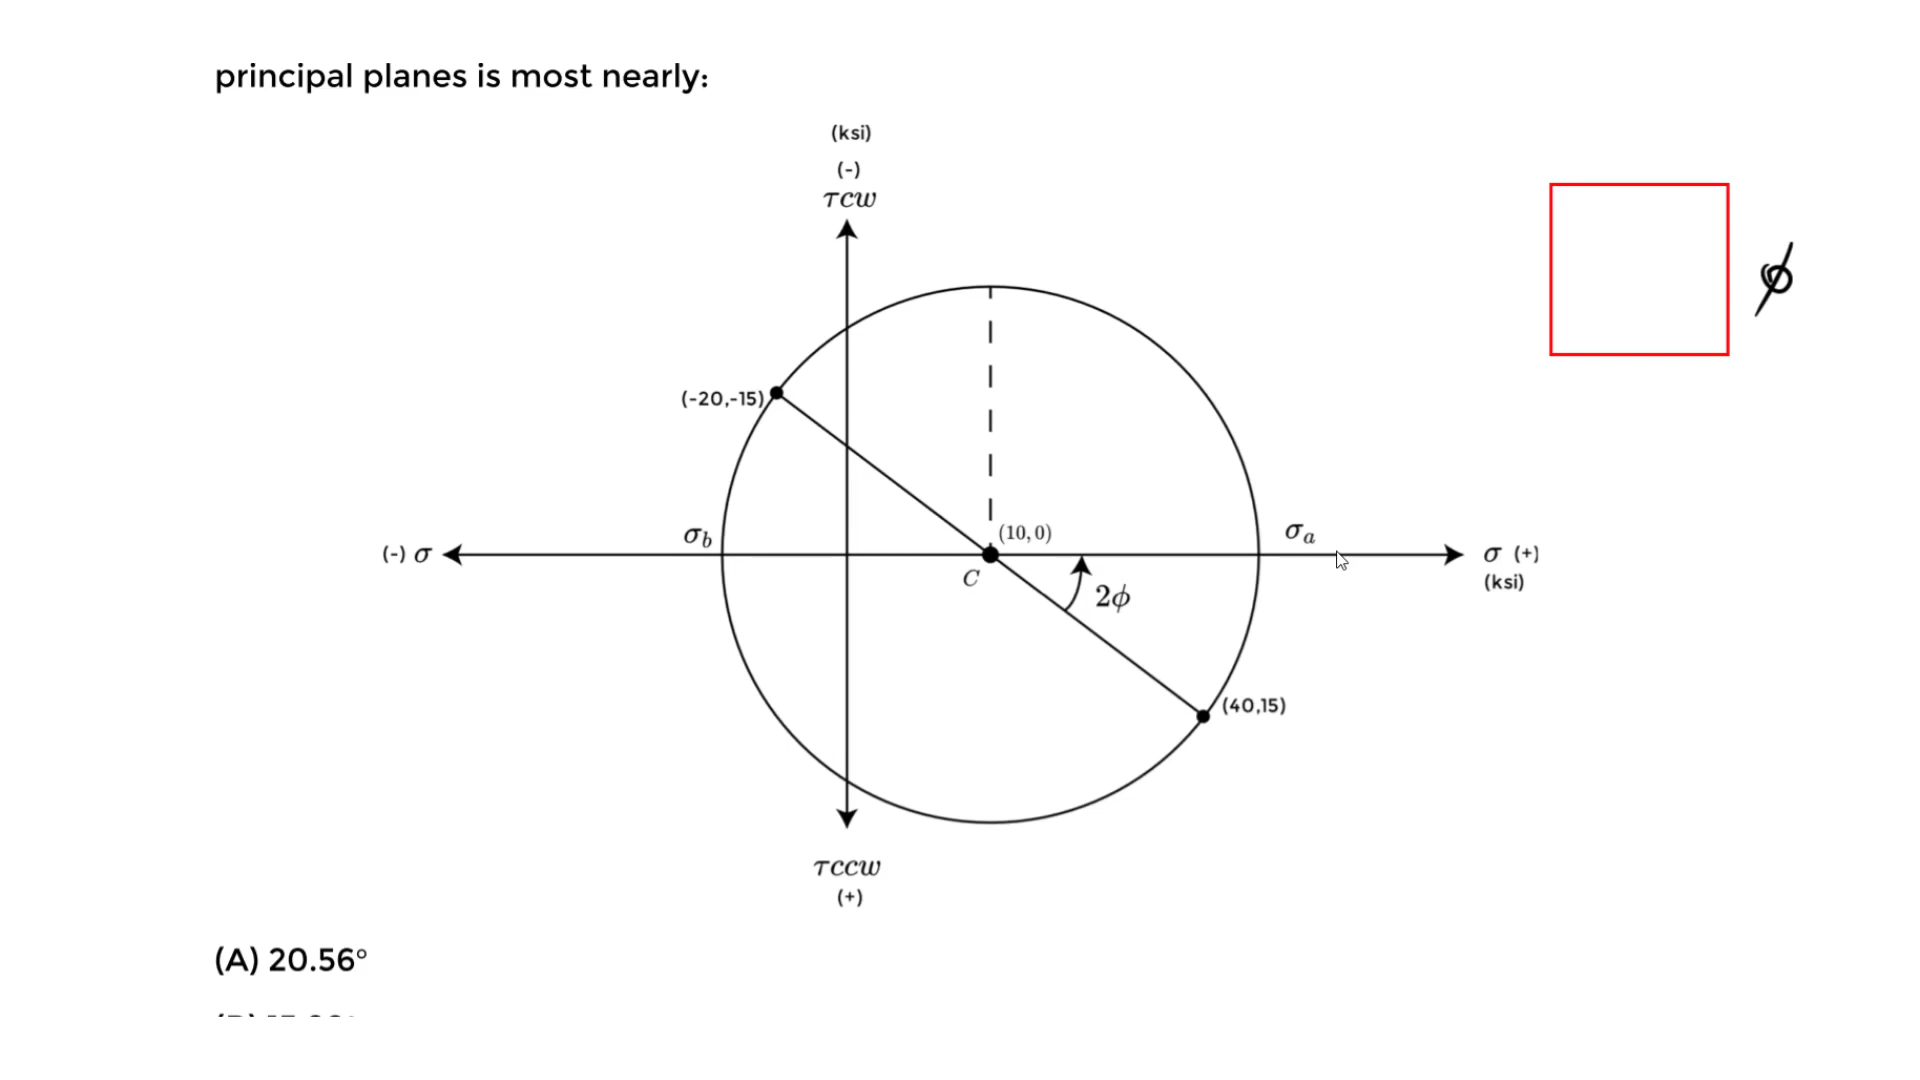 principal planes is most nearly:
(ksi)
(-)
τcw
ϕ
(-20,-15)
(10,0)
σb
σa
(-) σ
σ (+)
C
(ksi)
2ϕ
(40,15)
τccw
(+)
(A) 20.56°